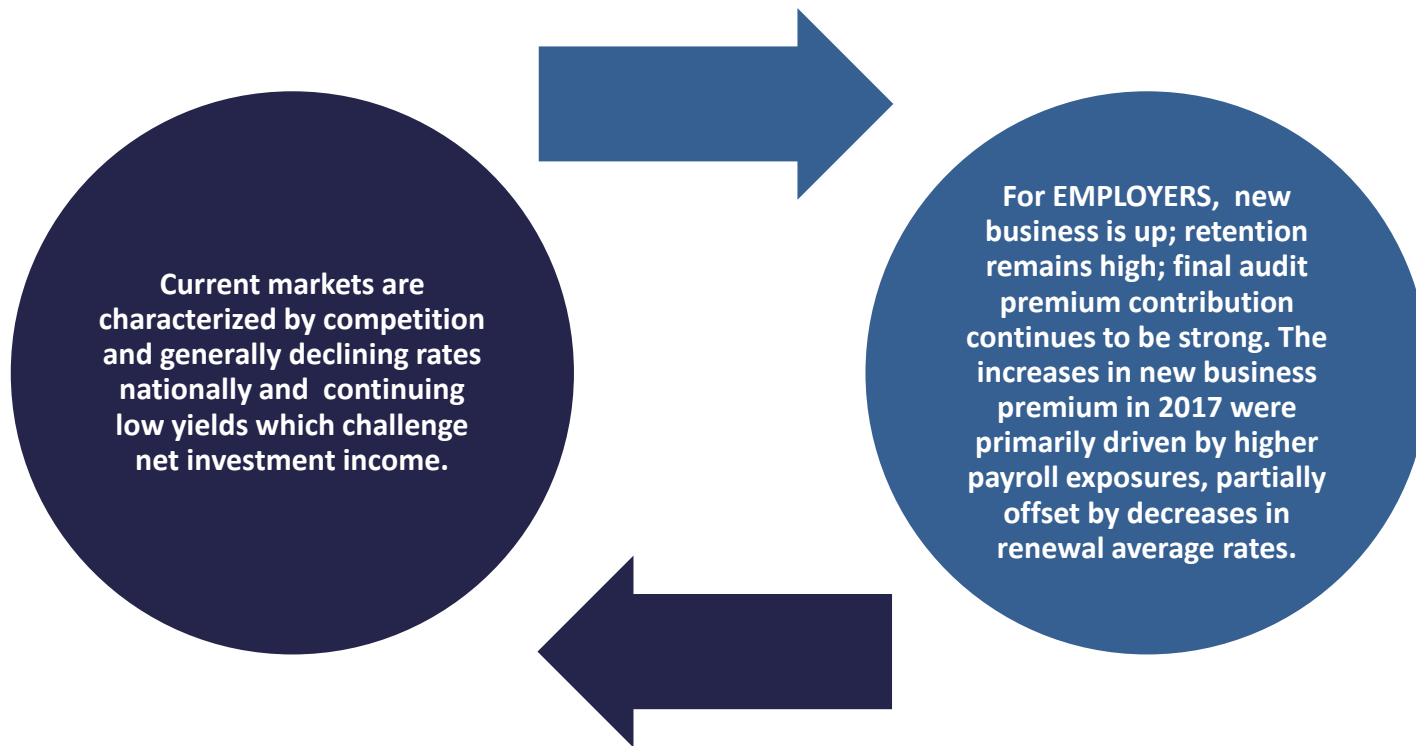 Current markets are
characterized by competition
and generally declining rates
nationally and  continuing
low yields which challenge
net investment income.
For EMPLOYERS,  new
business is up; retention
remains high; final audit
premium contribution
continues to be strong. The
increases in new business
premium in 2017 were
primarily driven by higher
payroll exposures, partially
offset by decreases in
renewal average rates.